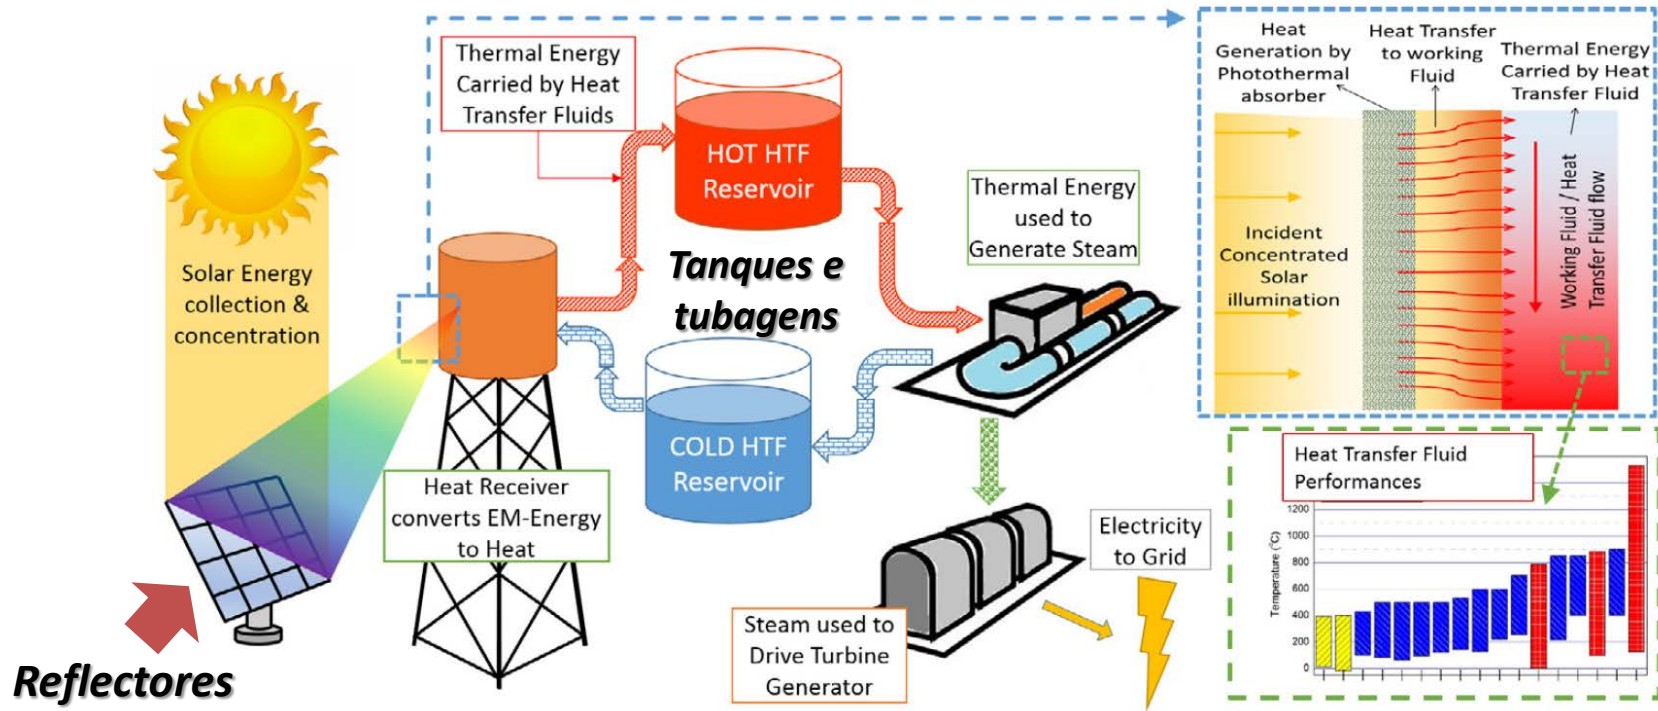 Thermal Energy
Carried by Heat
Transfer Fluids
HOT HTF
Reservoir
Thermal Energy
used to
Generate Steam
Solar Energy
collection &
concentration
Tanques e
tubagens
COLD HTF
Reservoir
Heat Receiver
converts EM-Energy
to Heat
Reflectores
Steam used to
Drive Turbine
Generator
Electricity
to Grid
Heat
Generation by
Photothermal
absorber
Heat Transfer
to working
Fluid
Thermal Energy
Carried by Heat
Transfer Fluid
Incident
Concentrated
Solar
illumination
Working Fluid / Heat
Transfer Fluid flow
Heat Transfer Fluid
Performances
Temperature (°C)
1200
1000
800
600
400
200
0